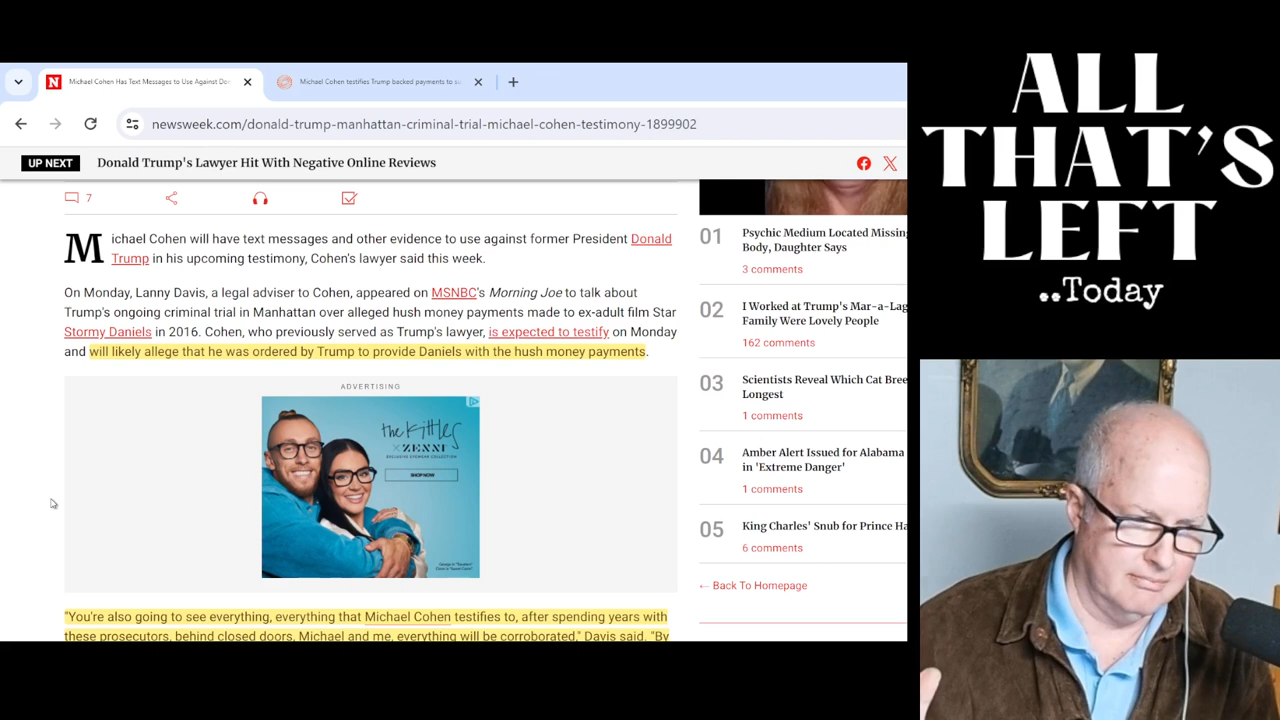 Michael Cohen Has Text Messages to Use Against Do
Michael Cohen testifies Trump backed payments to s
newsweek.com/donald-trump-manhattan-criminal-trial-michael-cohen-testimony-1899902
UP NEXT Donald Trump's Lawyer Hit With Negative Online Reviews
7
Michael Cohen will have text messages and other evidence to use against former President Donald
Trump in his upcoming testimony, Cohen's lawyer said this week.
On Monday, Lanny Davis, a legal adviser to Cohen, appeared on MSNBC's Morning Joe to talk about
Trump's ongoing criminal trial in Manhattan over alleged hush money payments made to ex-adult film Star
Stormy Daniels in 2016. Cohen, who previously served as Trump's lawyer, is expected to testify on Monday
and will likely allege that he was ordered by Trump to provide Daniels with the hush money payments.
ADVERTISING
the Kittles
× ZENNI
EXCLUSIVE EYEWEAR COLLECTION
SHOP NOW
"You're also going to see everything, everything that Michael Cohen testifies to, after spending years with
these prosecutors, behind closed doors, Michael and me, everything will be corroborated," Davis said. "By
01 Psychic Medium Located Missing
Body, Daughter Says
3 comments
02 I Worked at Trump's Mar-a-Lag
Family Were Lovely People
162 comments
03 Scientists Reveal Which Cat Bree
Longest
1 comments
04 Amber Alert Issued for Alabama
in 'Extreme Danger'
1 comments
05 King Charles' Snub for Prince Ha
6 comments
← Back To Homepage
ALL
THAT'S
LEFT
..Today